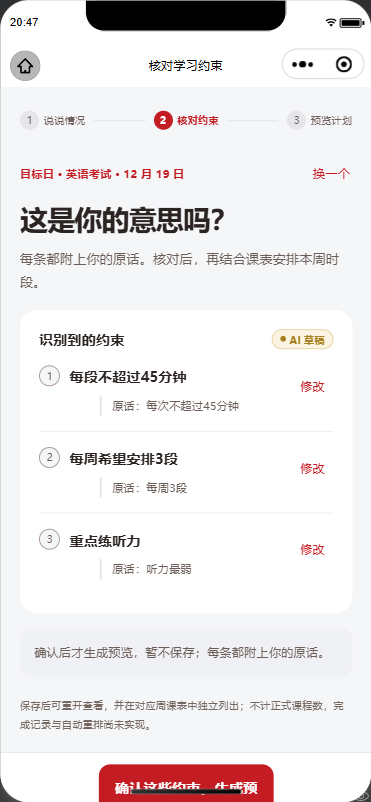 20:47
核对学习约束
1 说说情况 2 核对约束 3 预览计划
目标日·英语考试·12 月 19 日 换一个
这是你的意思吗？
每条都附上你的原话。核对后，再结合课表安排本周时
段。
识别到的约束 AI 草稿
1 每段不超过45分钟 修改
原话：每次不超过45分钟
2 每周希望安排3段 修改
原话：每周3段
3 重点练听力 修改
原话：听力最弱
确认后才生成预览，暂不保存；每条都附上你的原话。
保存后可重开查看，并在对应周课表中独立列出；不计正式课程数，完
成记录与自动重排尚未实现。
确认这些约束，生成预